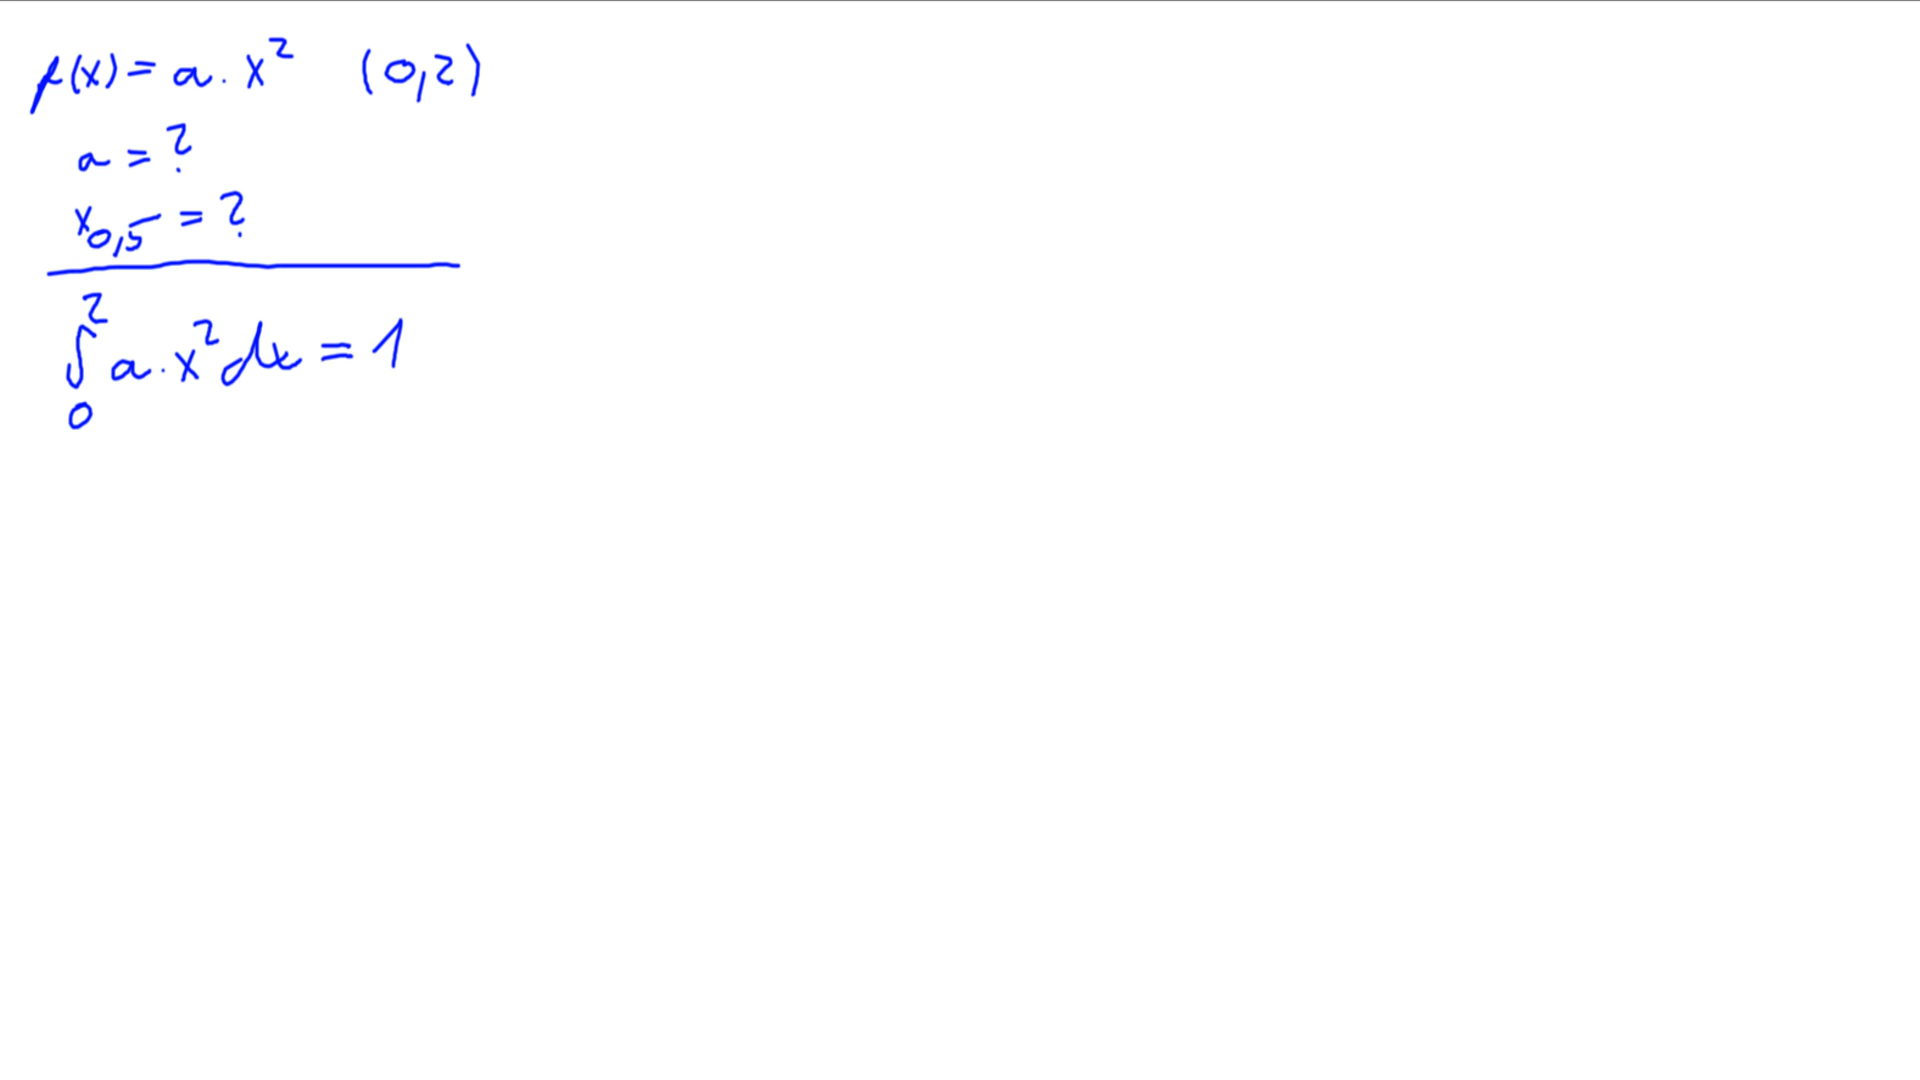 f(x) = a · x² (0,2)
a = ?
x₀,₅ = ?
∫₀² a · x² dx = 1